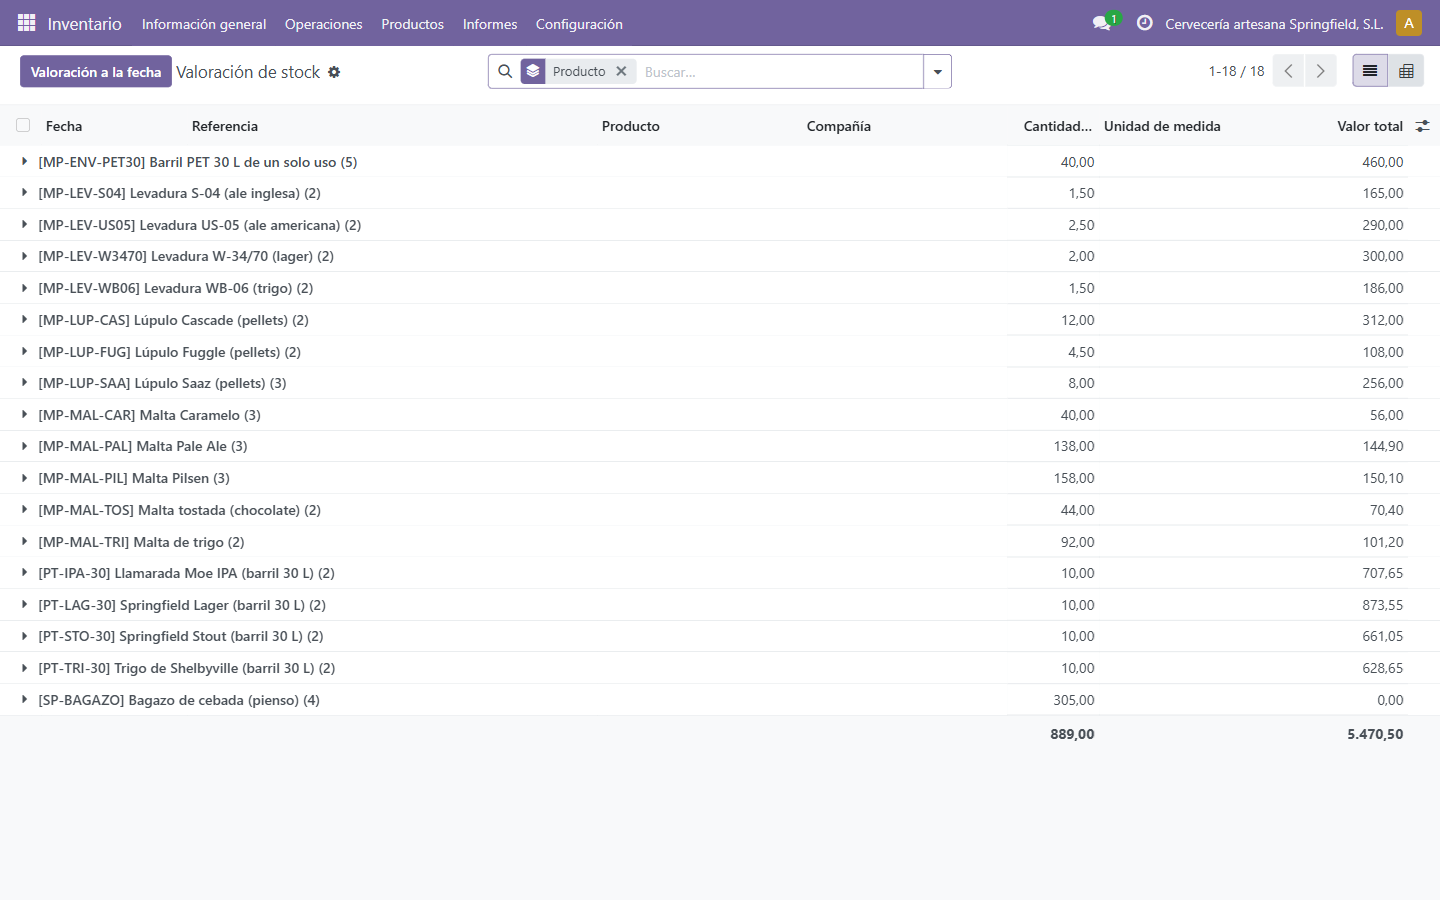 Inventario Información general Operaciones Productos Informes Configuración 1 Cervecería artesana Springfield, S.L. A
Valoración a la fecha Valoración de stock Producto Buscar... 1-18 / 18
Fecha Referencia Producto Compañía Cantidad... Unidad de medida Valor total
[MP-ENV-PET30] Barril PET 30 L de un solo uso (5) 40,00 460,00
[MP-LEV-S04] Levadura S-04 (ale inglesa) (2) 1,50 165,00
[MP-LEV-US05] Levadura US-05 (ale americana) (2) 2,50 290,00
[MP-LEV-W3470] Levadura W-34/70 (lager) (2) 2,00 300,00
[MP-LEV-WB06] Levadura WB-06 (trigo) (2) 1,50 186,00
[MP-LUP-CAS] Lúpulo Cascade (pellets) (2) 12,00 312,00
[MP-LUP-FUG] Lúpulo Fuggle (pellets) (2) 4,50 108,00
[MP-LUP-SAA] Lúpulo Saaz (pellets) (3) 8,00 256,00
[MP-MAL-CAR] Malta Caramelo (3) 40,00 56,00
[MP-MAL-PAL] Malta Pale Ale (3) 138,00 144,90
[MP-MAL-PIL] Malta Pilsen (3) 158,00 150,10
[MP-MAL-TOS] Malta tostada (chocolate) (2) 44,00 70,40
[MP-MAL-TRI] Malta de trigo (2) 92,00 101,20
[PT-IPA-30] Llamarada Moe IPA (barril 30 L) (2) 10,00 707,65
[PT-LAG-30] Springfield Lager (barril 30 L) (2) 10,00 873,55
[PT-STO-30] Springfield Stout (barril 30 L) (2) 10,00 661,05
[PT-TRI-30] Trigo de Shelbyville (barril 30 L) (2) 10,00 628,65
[SP-BAGAZO] Bagazo de cebada (pienso) (4) 305,00 0,00
889,00 5.470,50